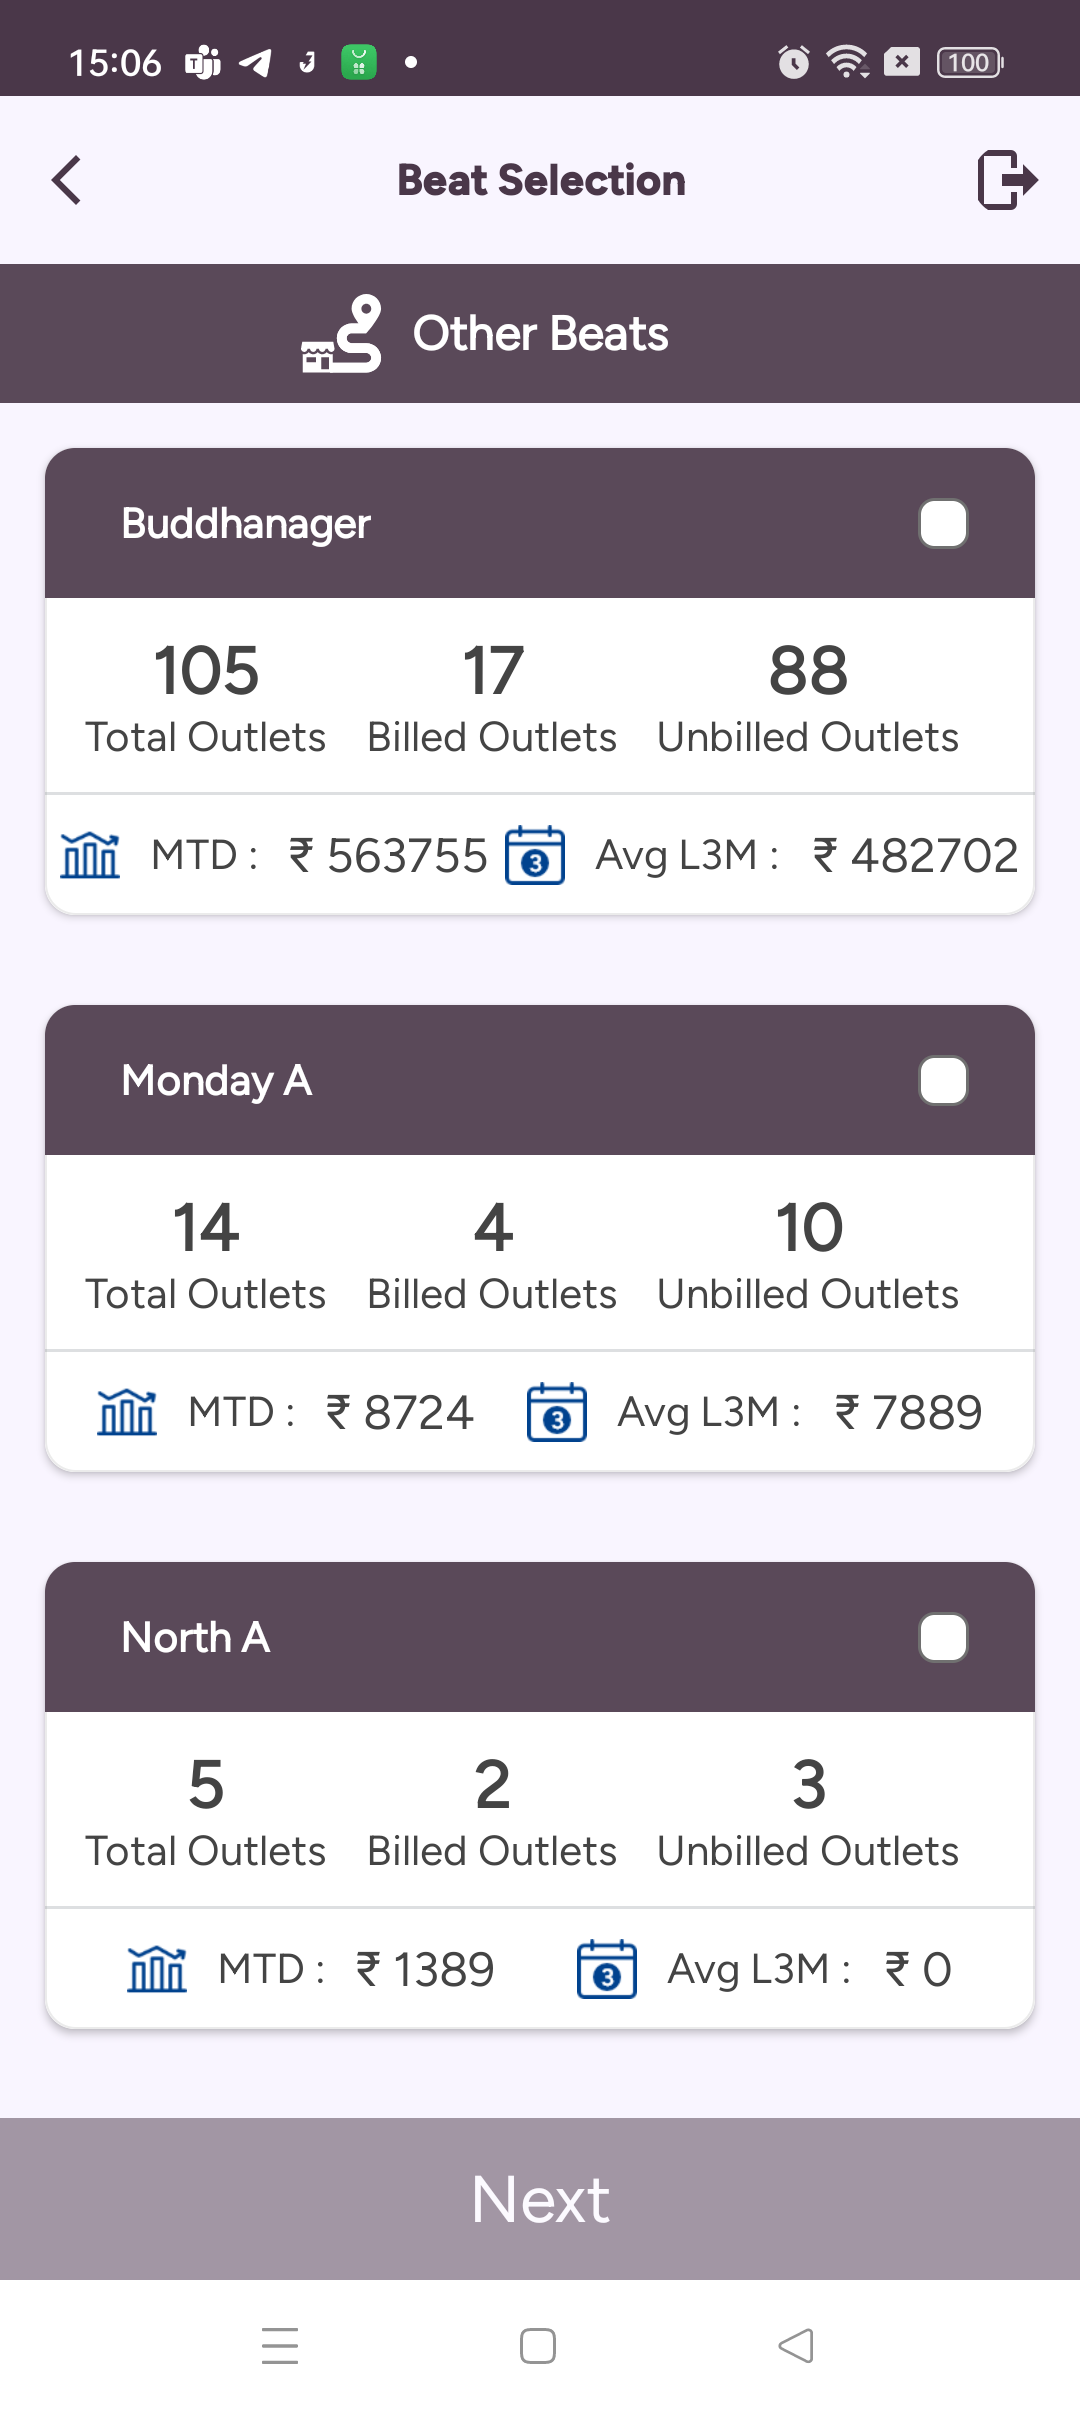 15:06
100
Beat Selection
Other Beats
Buddhanager
105 17 88
Total Outlets Billed Outlets Unbilled Outlets
MTD : ₹ 563755 3 Avg L3M : ₹ 482702
Monday A
14 4 10
Total Outlets Billed Outlets Unbilled Outlets
MTD : ₹ 8724 3 Avg L3M : ₹ 7889
North A
5 2 3
Total Outlets Billed Outlets Unbilled Outlets
MTD : ₹ 1389 3 Avg L3M : ₹ 0
Next